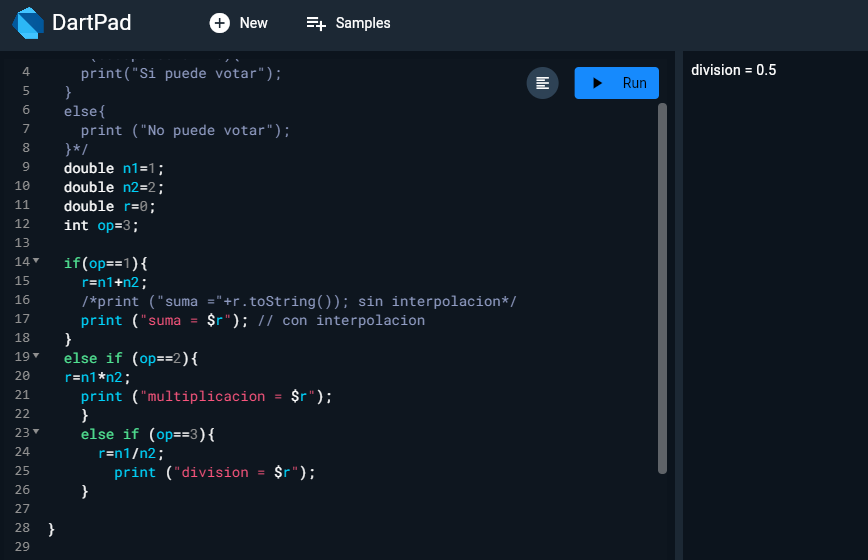 DartPad New Samples
4 print("Si puede votar");
5 }
6 else{
7 print ("No puede votar");
8 }*/
9 double n1=1;
10 double n2=2;
11 double r=0;
12 int op=3;
13
14 if(op==1){
15 r=n1+n2;
16 /*print ("suma ="+r.toString()); sin interpolacion*/
17 print ("suma = $r"); // con interpolacion
18 }
19 else if (op==2){
20 r=n1*n2;
21 print ("multiplicacion = $r");
22 }
23 else if (op==3){
24 r=n1/n2;
25 print ("division = $r");
26 }
27
28 }
29
Run
division = 0.5